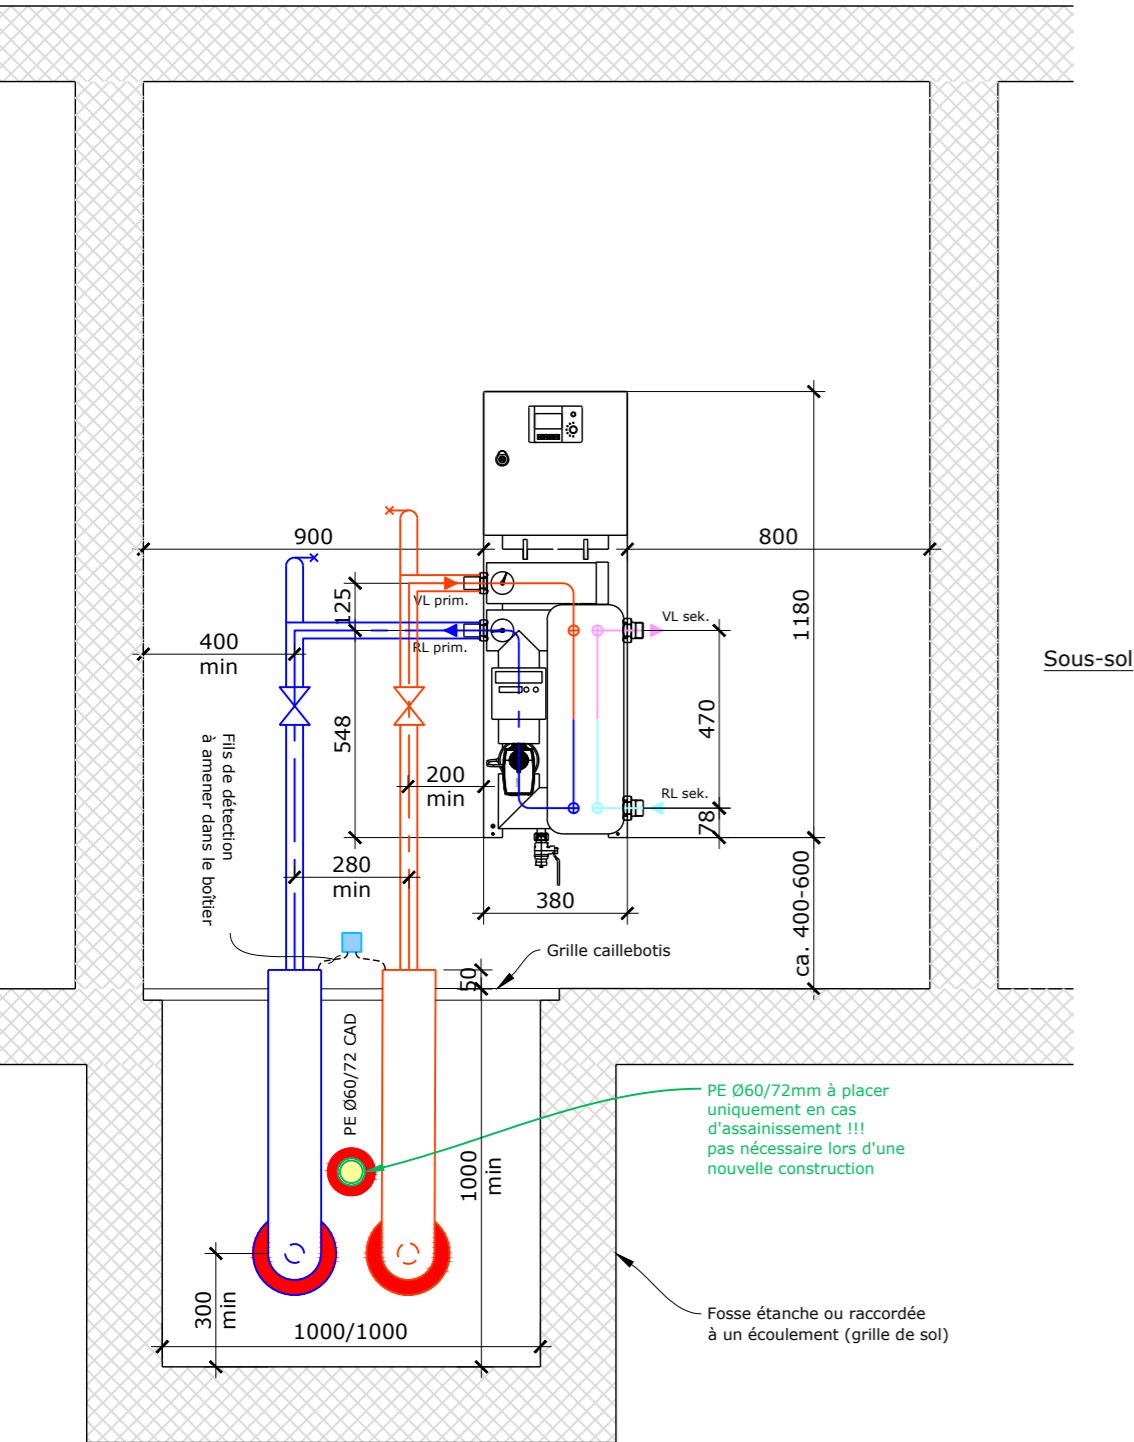 900
800
125
VL prim.
RL prim.
VL sek.
1180
400
min
Sous-sol
548
470
Fils de détection
à amener dans le boîtier
200
min
RL sek.
78
280
min
380
ca. 400-600
Grille caillebotis
50
PE Ø60/72 CAD
PE Ø60/72mm à placer
uniquement en cas
d'assainissement !!!
pas nécessaire lors d'une
nouvelle construction
1000
min
300
min
1000/1000
Fosse étanche ou raccordée
à un écoulement (grille de sol)